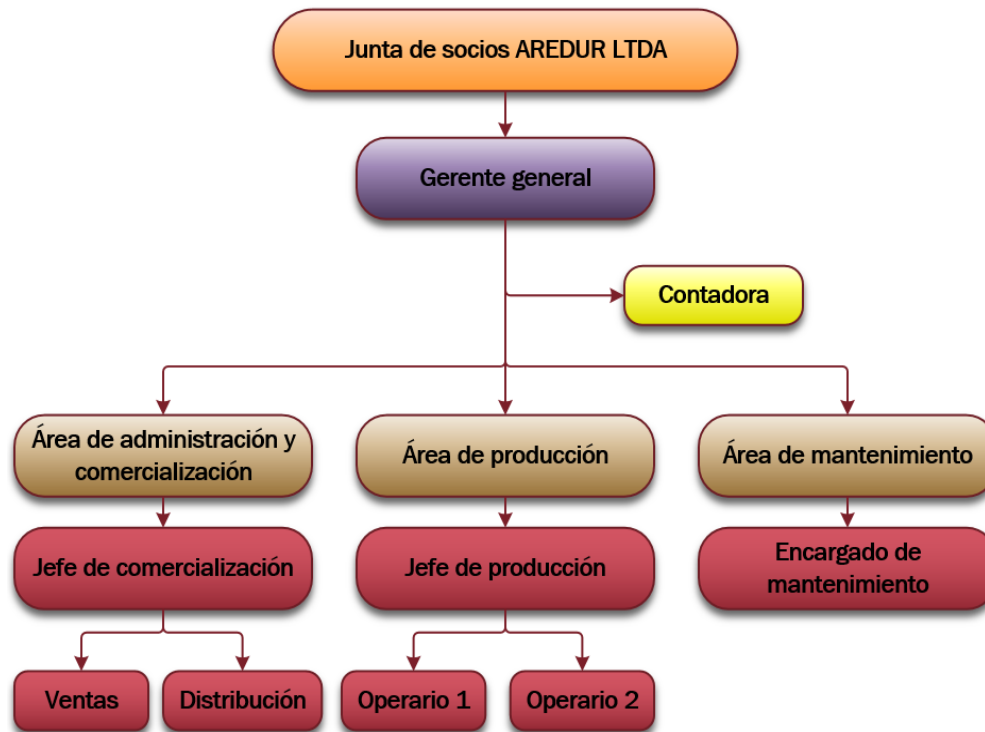 Junta de socios AREDUR LTDA
Gerente general
Contadora
Área de administración y
comercialización
Área de producción
Área de mantenimiento
Jefe de comercialización
Jefe de producción
Encargado de
mantenimiento
Ventas
Distribución
Operario 1
Operario 2